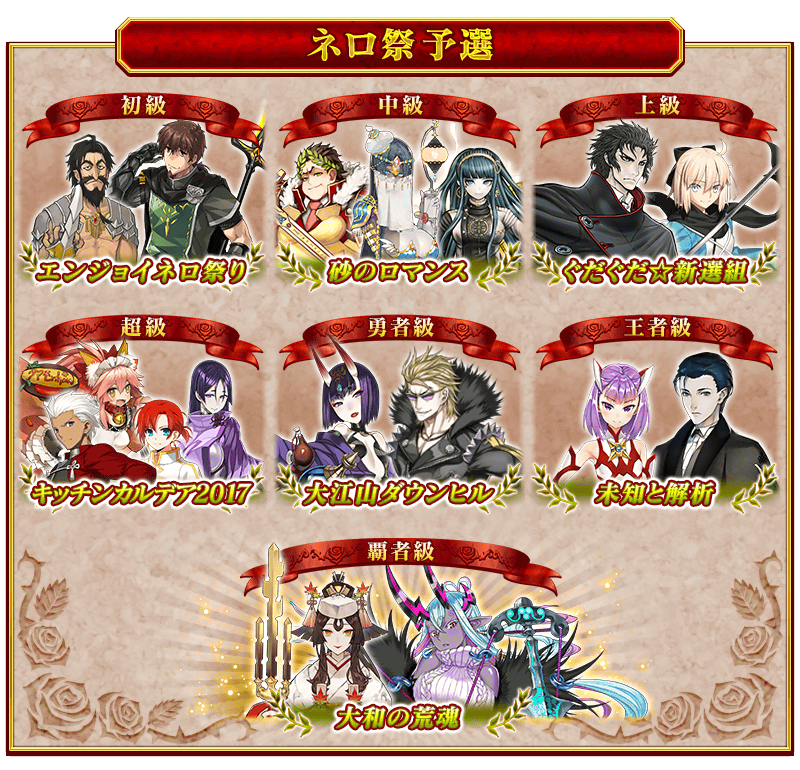 ネロ祭予選
初級
エンジョイネロ祭り
中級
砂のロマンス
上級
ぐだぐだ☆新選組
超級
キッチンカルデア2017
勇者級
大江山ダウンヒル
王者級
未知と解析
覇者級
大和の荒魂